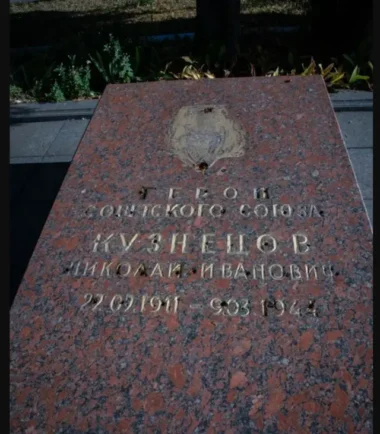 ГЕРОЙ
СОВЕТСКОГО СОЮЗА
КУЗНЕЦОВ
НИКОЛАЙ ИВАНОВИЧ
27.07.1911 – 9.03.1944